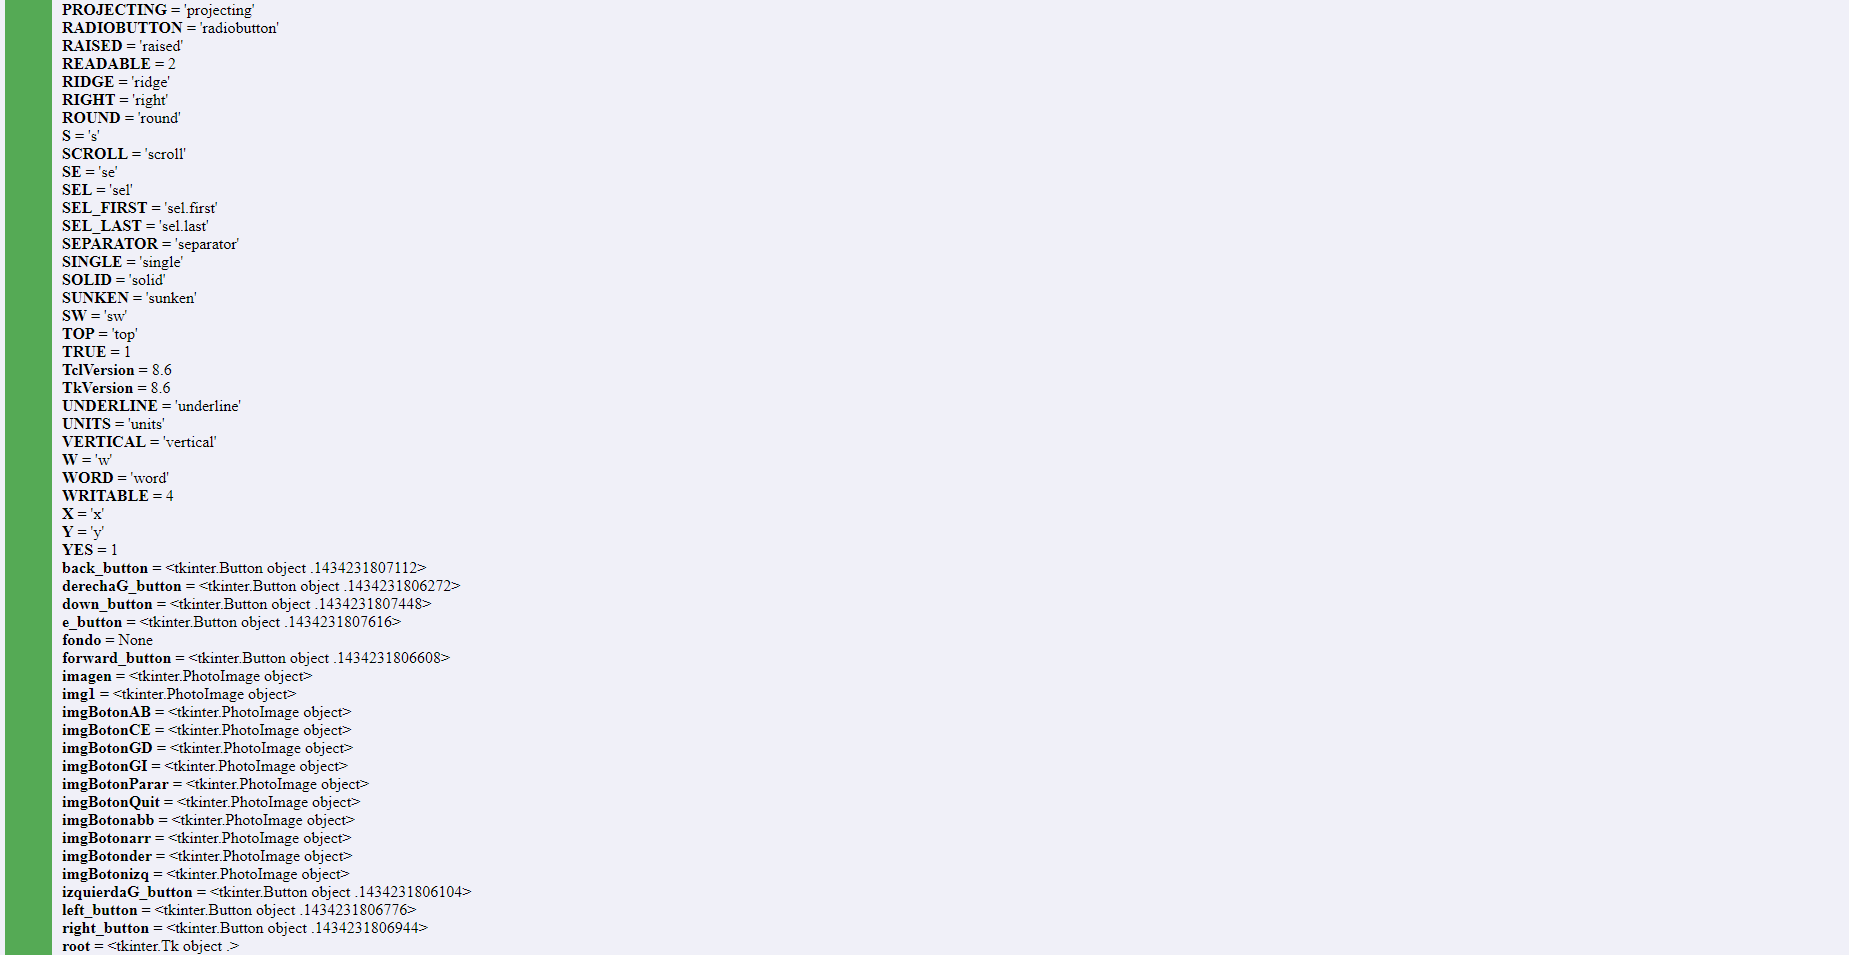 PROJECTING = 'projecting'
RADIOBUTTON = 'radiobutton'
RAISED = 'raised'
READABLE = 2
RIDGE = 'ridge'
RIGHT = 'right'
ROUND = 'round'
S = 's'
SCROLL = 'scroll'
SE = 'se'
SEL = 'sel'
SEL_FIRST = 'sel.first'
SEL_LAST = 'sel.last'
SEPARATOR = 'separator'
SINGLE = 'single'
SOLID = 'solid'
SUNKEN = 'sunken'
SW = 'sw'
TOP = 'top'
TRUE = 1
TclVersion = 8.6
TkVersion = 8.6
UNDERLINE = 'underline'
UNITS = 'units'
VERTICAL = 'vertical'
W = 'w'
WORD = 'word'
WRITABLE = 4
X = 'x'
Y = 'y'
YES = 1
back_button = <tkinter.Button object .1434231807112>
derechaG_button = <tkinter.Button object .1434231806272>
down_button = <tkinter.Button object .1434231807448>
e_button = <tkinter.Button object .1434231807616>
fondo = None
forward_button = <tkinter.Button object .1434231806608>
imagen = <tkinter.PhotoImage object>
img1 = <tkinter.PhotoImage object>
imgBotonAB = <tkinter.PhotoImage object>
imgBotonCE = <tkinter.PhotoImage object>
imgBotonGD = <tkinter.PhotoImage object>
imgBotonGI = <tkinter.PhotoImage object>
imgBotonParar = <tkinter.PhotoImage object>
imgBotonQuit = <tkinter.PhotoImage object>
imgBotonabb = <tkinter.PhotoImage object>
imgBotonarr = <tkinter.PhotoImage object>
imgBotonder = <tkinter.PhotoImage object>
imgBotonizq = <tkinter.PhotoImage object>
izquierdaG_button = <tkinter.Button object .1434231806104>
left_button = <tkinter.Button object .1434231806776>
right_button = <tkinter.Button object .1434231806944>
root = <tkinter.Tk object .>